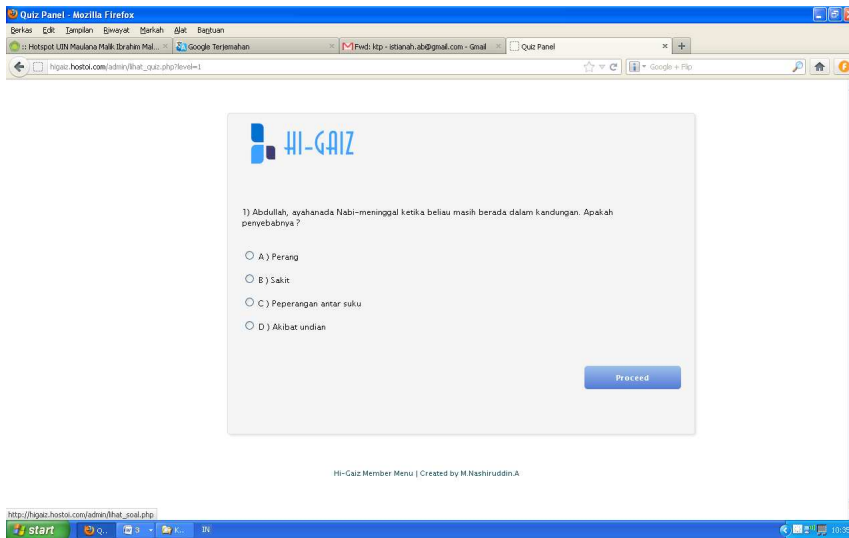 Quiz Panel - Mozilla Firefox
Berkas Edit Tampilan Riwayat Markah Alat Bantuan
:: Hotspot UIN Maulana Malik Ibrahim Mal... Google Terjemahan Fwd: ktp - istianah.ab@gmail.com - Gmail Quiz Panel
higaiz.hostoi.com/admin/lihat_quiz.php?level=1 Google + Flip
HI-GAIZ
1) Abdullah, ayahanada Nabi-meninggal ketika beliau masih berada dalam kandungan. Apakah
penyebabnya ?
A ) Perang
B ) Sakit
C ) Peperangan antar suku
D ) Akibat undian
Proceed
Hi-Gaiz Member Menu | Created by M.Nashiruddin.A
http://higaiz.hostoi.com/admin/lihat_soal.php
start Q.. 3 K.. IN